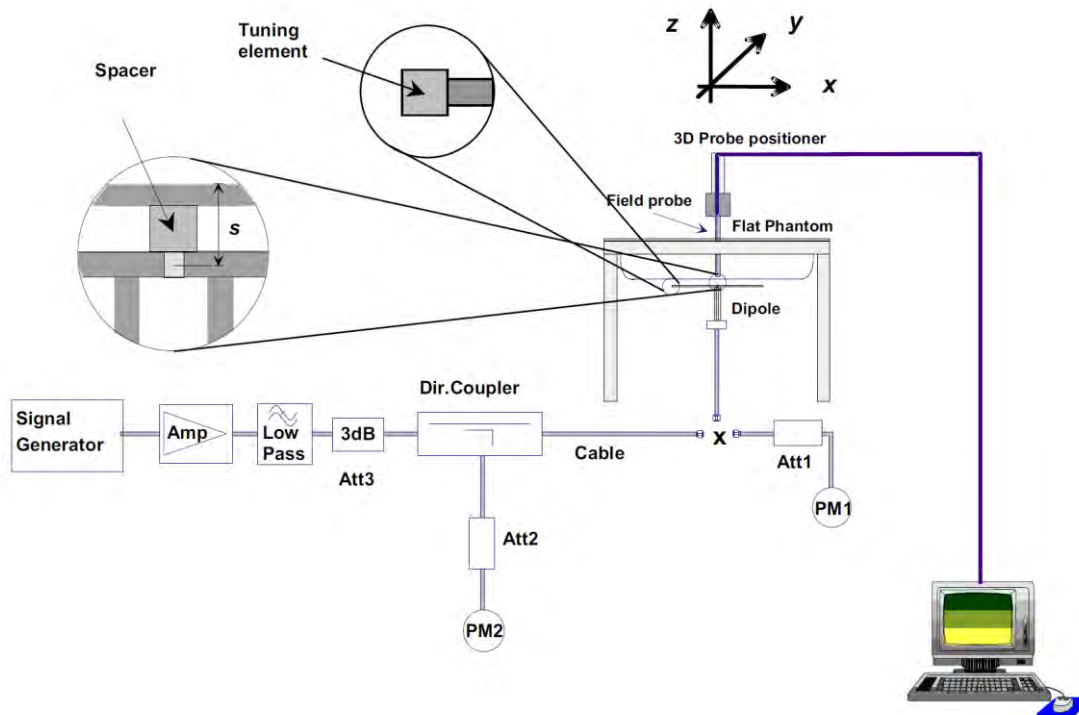 Tuning
element
z
y
Spacer
x
3D Probe positioner
Field probe
s
Flat Phantom
Dipole
Dir.Coupler
Signal
Generator
Amp
Low
Pass
3dB
x
Cable
Att3
Att1
PM1
Att2
PM2